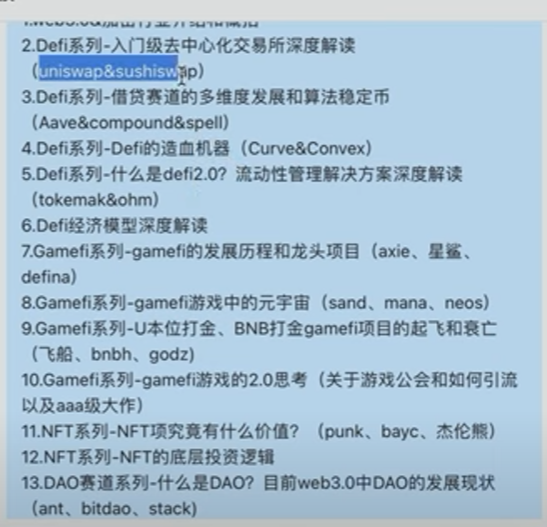 1.web3.0&加密行业介绍和概括
2.Defi系列-入门级去中心化交易所深度解读
（uniswap&sushiswap）
3.Defi系列-借贷赛道的多维度发展和算法稳定币
（Aave&compound&spell）
4.Defi系列-Defi的造血机器（Curve&Convex）
5.Defi系列-什么是defi2.0？流动性管理解决方案深度解读
（tokemak&ohm）
6.Defi经济模型深度解读
7.Gamefi系列-gamefi的发展历程和龙头项目（axie、星鲨、
defina）
8.Gamefi系列-gamefi游戏中的元宇宙（sand、mana、neos）
9.Gamefi系列-U本位打金、BNB打金gamefi项目的起飞和衰亡
（飞船、bnbh、godz）
10.Gamefi系列-gamefi游戏的2.0思考（关于游戏公会和如何引流
以及aaa级大作）
11.NFT系列-NFT项究竟有什么价值？（punk、bayc、杰伦熊）
12.NFT系列-NFT的底层投资逻辑
13.DAO赛道系列-什么是DAO？目前web3.0中DAO的发展现状
（ant、bitdao、stack)